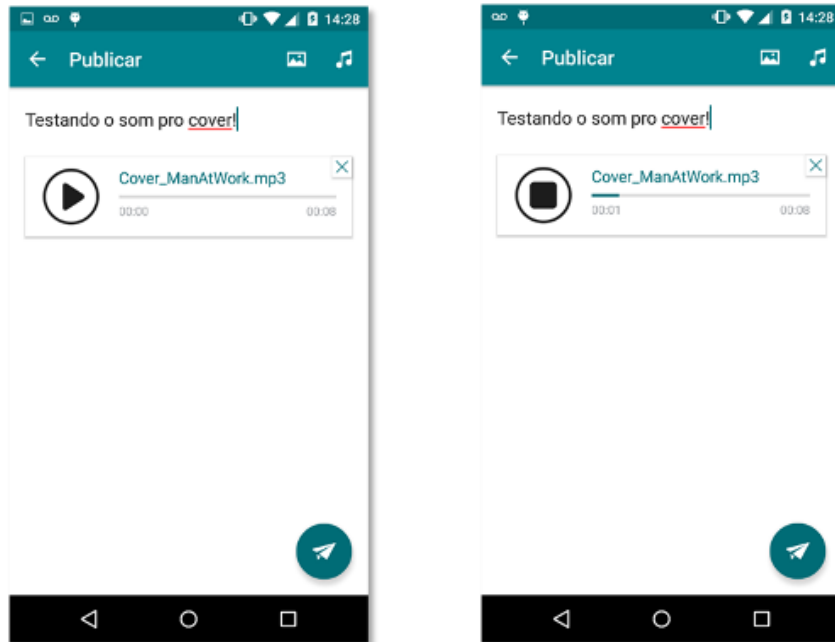 14:28
Publicar
Testando o som pro cover!
Cover_ManAtWork.mp3
00:00 00:08
14:28
Publicar
Testando o som pro cover!
Cover_ManAtWork.mp3
00:01 00:08